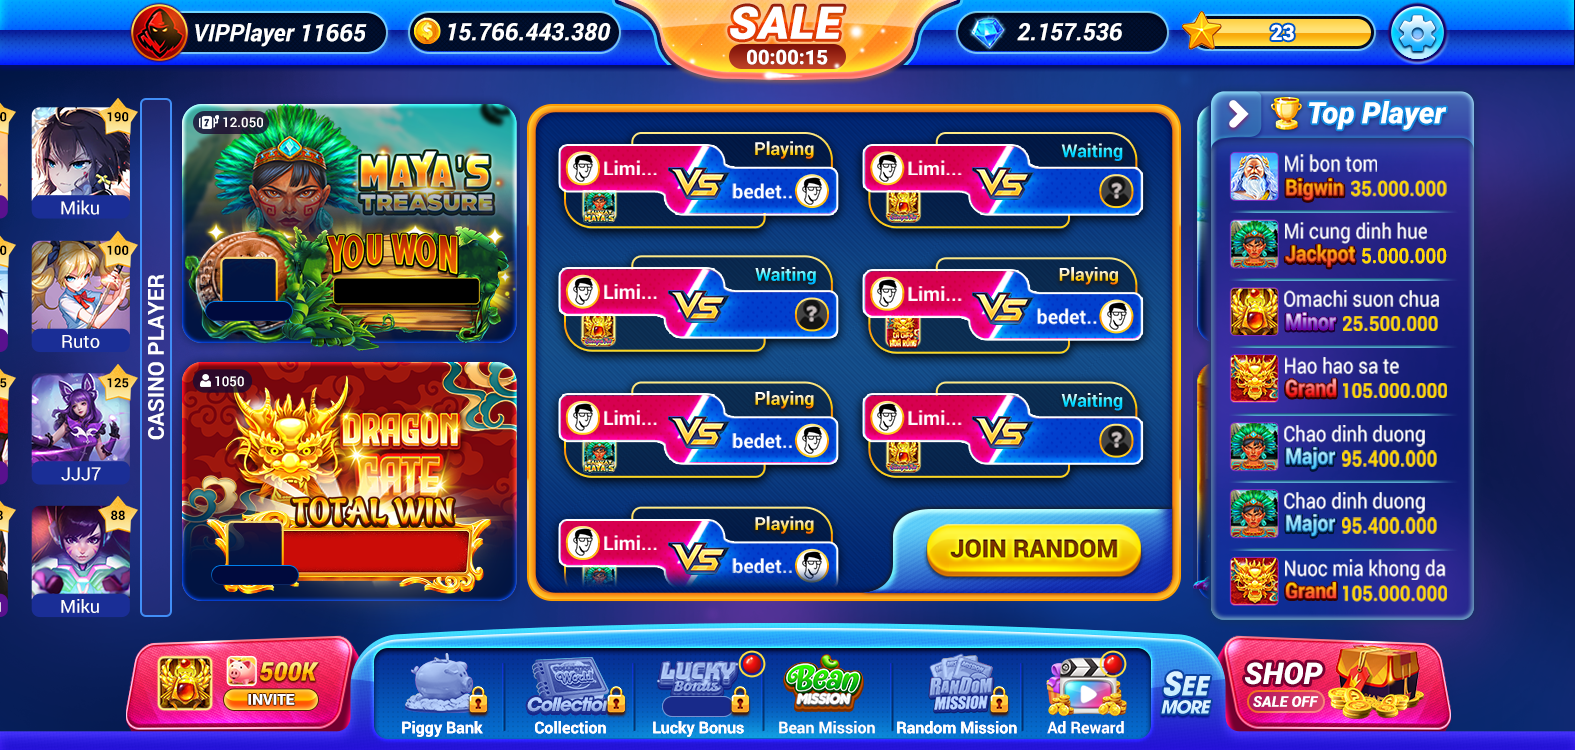 VIPPlayer 11665
15.766.443.380
SALE
00:00:15
2.157.536
23
190
Miku
100
Ruto
125
JJJ7
88
Miku
CASINO PLAYER
12.050
MAYA'S
TREASURE
YOU WON
1050
DRAGON
GATE
TOTAL WIN
Playing
Limi...
VS
bedet..
Waiting
Limi...
VS
?
Waiting
Limi...
VS
?
Playing
Limi...
VS
bedet..
Playing
Limi...
VS
bedet..
Waiting
Limi...
VS
?
Playing
Limi...
VS
bedet..
JOIN RANDOM
Top Player
Mi bon tom
Bigwin 35.000.000
Mi cung dinh hue
Jackpot 5.000.000
Omachi suon chua
Minor 25.500.000
Hao hao sa te
Grand 105.000.000
Chao dinh duong
Major 95.400.000
Chao dinh duong
Major 95.400.000
Nuoc mia khong da
Grand 105.000.000
500K
INVITE
Piggy Bank
Collection
Collection
LUCKY
Bonus
Lucky Bonus
Bean
MISSION
Bean Mission
RANDOM
MISSION
Random Mission
Ad Reward
SEE
MORE
SHOP
SALE OFF